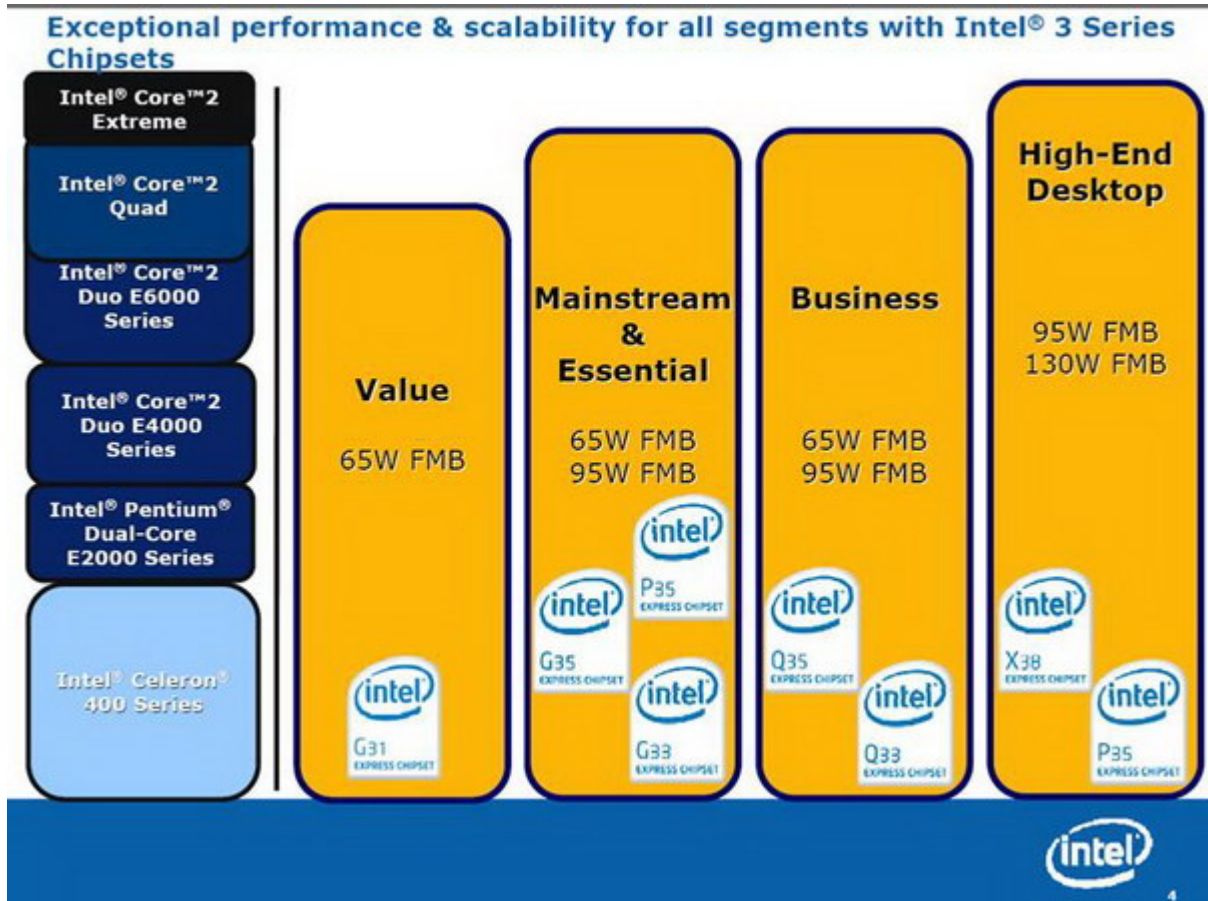 Exceptional performance & scalability for all segments with Intel® 3 Series
Chipsets
Intel® Core™2
Extreme
Intel® Core™2
Quad
Intel® Core™2
Duo E6000
Series
Intel® Core™2
Duo E4000
Series
Intel® Pentium®
Dual-Core
E2000 Series
Intel® Celeron®
400 Series
Value
65W FMB
intel
G31
EXPRESS CHIPSET
Mainstream
&
Essential
65W FMB
95W FMB
intel
P35
EXPRESS CHIPSET
intel
G35
EXPRESS CHIPSET
intel
G33
EXPRESS CHIPSET
Business
65W FMB
95W FMB
intel
Q35
EXPRESS CHIPSET
intel
Q33
EXPRESS CHIPSET
High-End
Desktop
95W FMB
130W FMB
intel
X38
EXPRESS CHIPSET
intel
P35
EXPRESS CHIPSET
intel
4